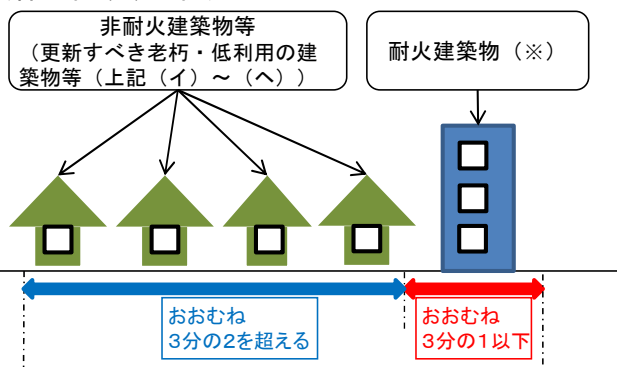 非耐火建築物等
（更新すべき老朽・低利用の建
築物等（上記（イ）～（ヘ））
耐火建築物（※）
おおむね
３分の２を超える
おおむね
３分の１以下